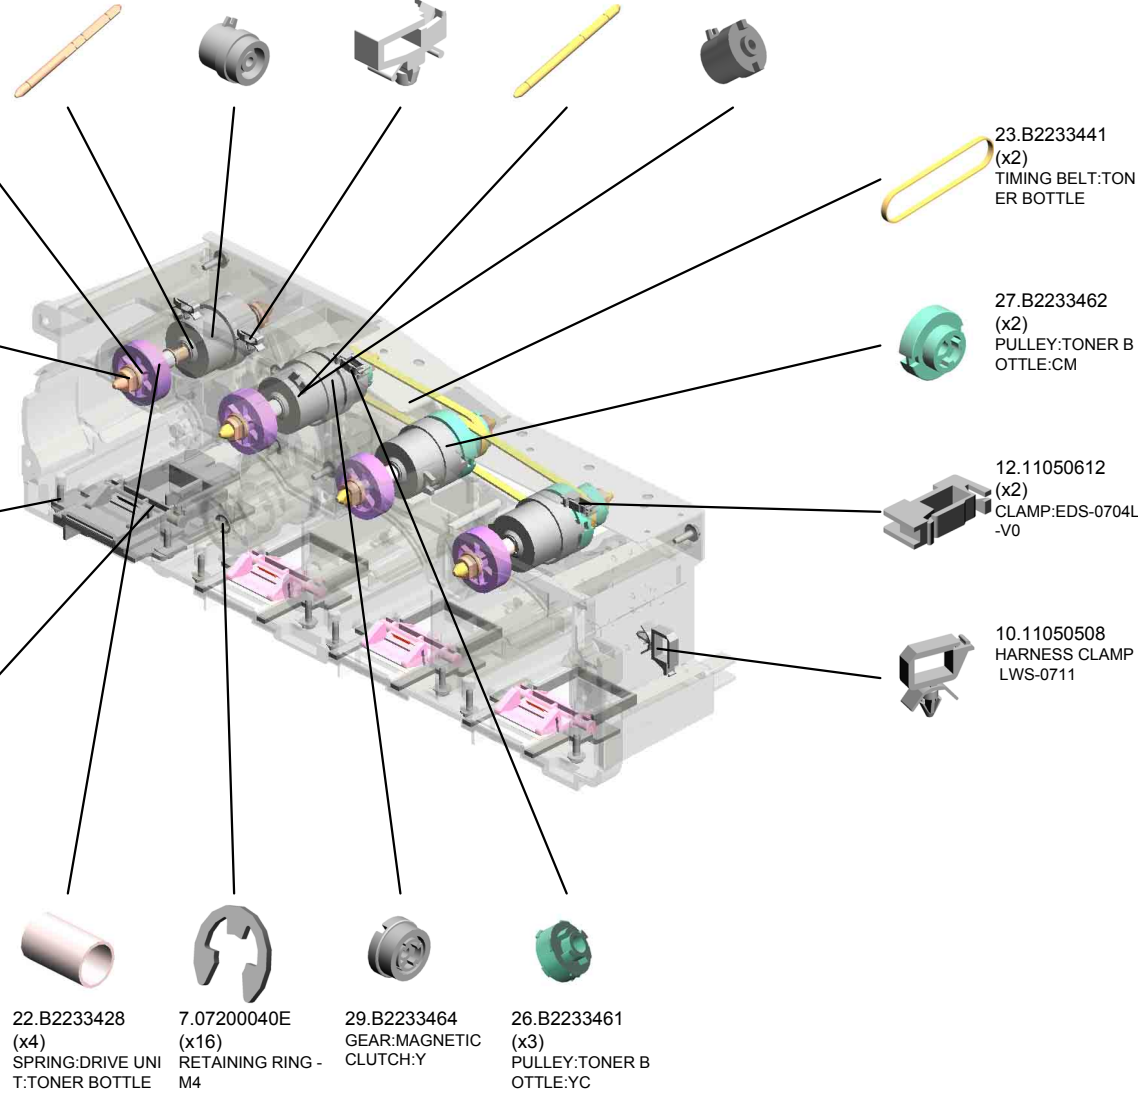 23.B2233441
(x2)
TIMING BELT:TON
ER BOTTLE
27.B2233462
(x2)
PULLEY:TONER B
OTTLE:CM
12.11050612
(x2)
CLAMP:EDS-0704L
-V0
10.11050508
HARNESS CLAMP
LWS-0711
22.B2233428
(x4)
SPRING:DRIVE UNI
T:TONER BOTTLE
7.07200040E
(x16)
RETAINING RING -
M4
29.B2233464
GEAR:MAGNETIC
CLUTCH:Y
26.B2233461
(x3)
PULLEY:TONER B
OTTLE:YC